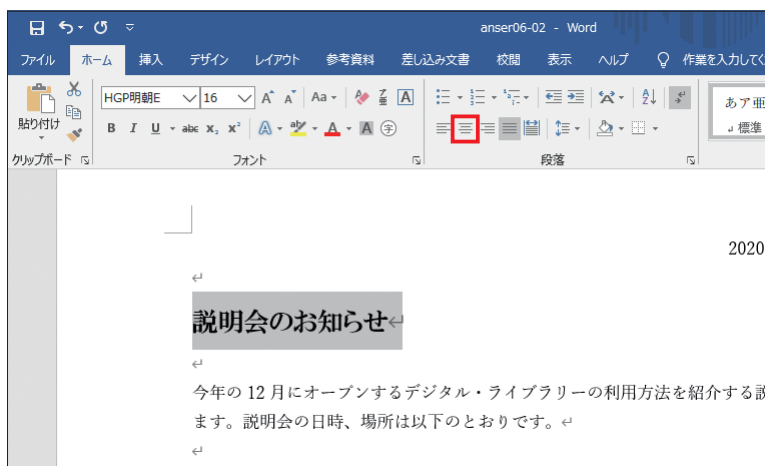 anser06-02 - Word
ファイル ホーム 挿入 デザイン レイアウト 参考資料 差し込み文書 校閲 表示 ヘルプ 作業を入力してく
HGP明朝E 16 A A Aa A
貼り付け B I U abc x₂ x² A aby A A 字
あア亜
標準
クリップボード フォント 段落
2020
説明会のお知らせ
今年の 12 月にオープンするデジタル・ライブラリーの利用方法を紹介する説
ます。説明会の日時、場所は以下のとおりです。